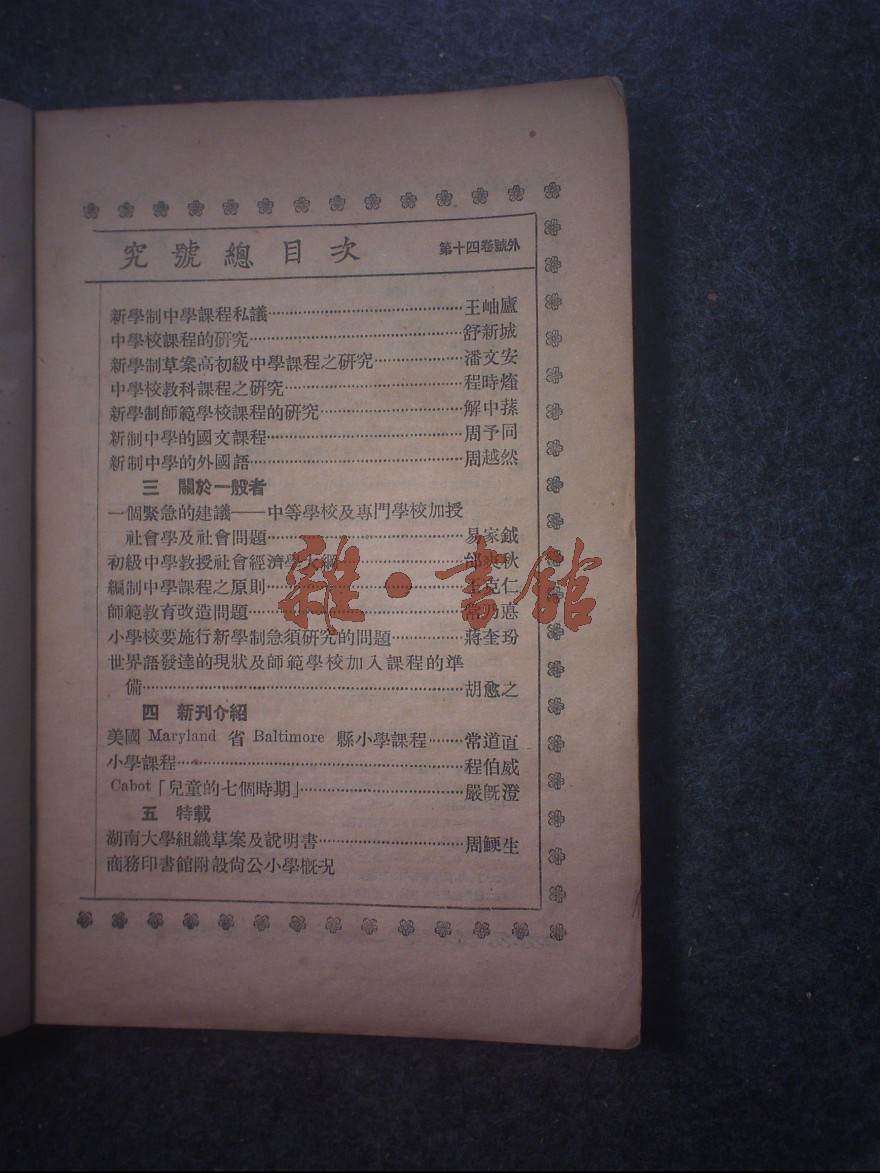 究號總目次
第十四卷號外
新學制中學課程私議……王岫廬
中學校課程的研究……舒新城
新學制草案高初級中學課程之研究……潘文安
中學校教科課程之研究……程時煃
新學制師範學校課程的研究……解中蓀
新制中學的國文課程……周予同
新制中學的外國語……周越然
三 關於一般者
一個緊急的建議——中等學校及專門學校加授
社會學及社會問題……易家鉞
初級中學教授社會經濟學大綱……邰爽秋
編制中學課程之原則……王克仁
師範教育改造問題……常乃悳
小學校要施行新學制急須研究的問題……蔣奎玢
世界語發達的現狀及師範學校加入課程的準
備……胡愈之
四 新刊介紹
美國 Maryland 省 Baltimore 縣小學課程……常道直
小學課程……程伯威
Cabot「兒童的七個時期」……嚴旣澄
五 特載
湖南大學組織草案及說明書……周鯁生
商務印書館附設尙公小學概況
雜·書館